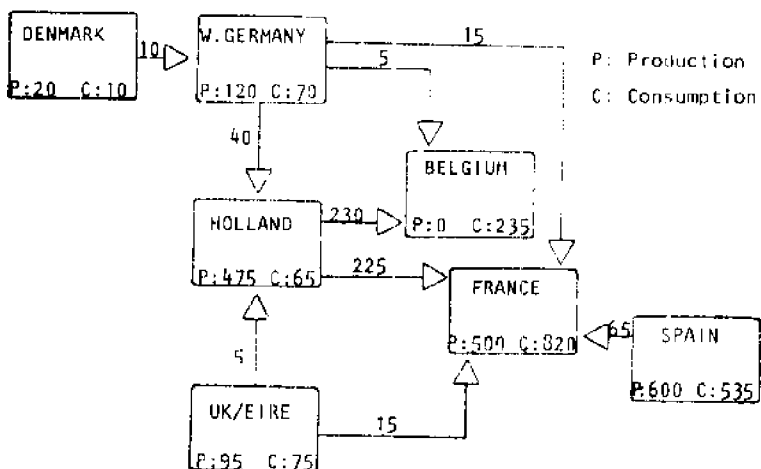 DENMARK
P:20 C:10
10
W.GERMANY
P:120 C:70
15
5
P: Production
C: Consumption
40
BELGIUM
P:0 C:235
HOLLAND
P:475 C:65
230
225
FRANCE
P:500 C:820
65
SPAIN
P:600 C:535
5
UK/EIRE
P:95 C:75
15